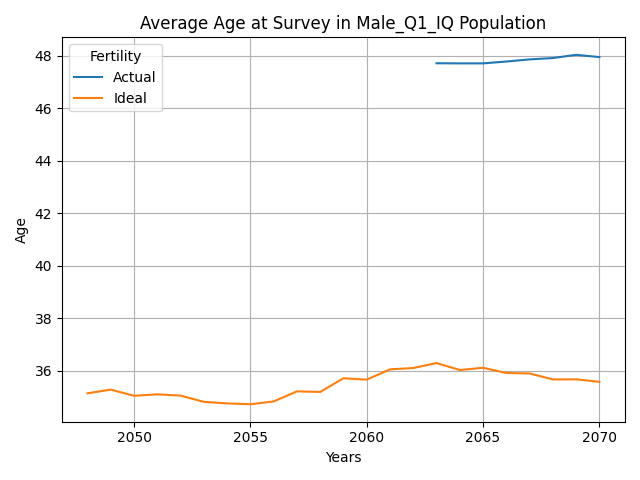 Average Age at Survey in Male_Q1_IQ Population
Fertility
Actual
Ideal
Age
48
46
44
42
40
38
36
2050
2055
2060
2065
2070
Years